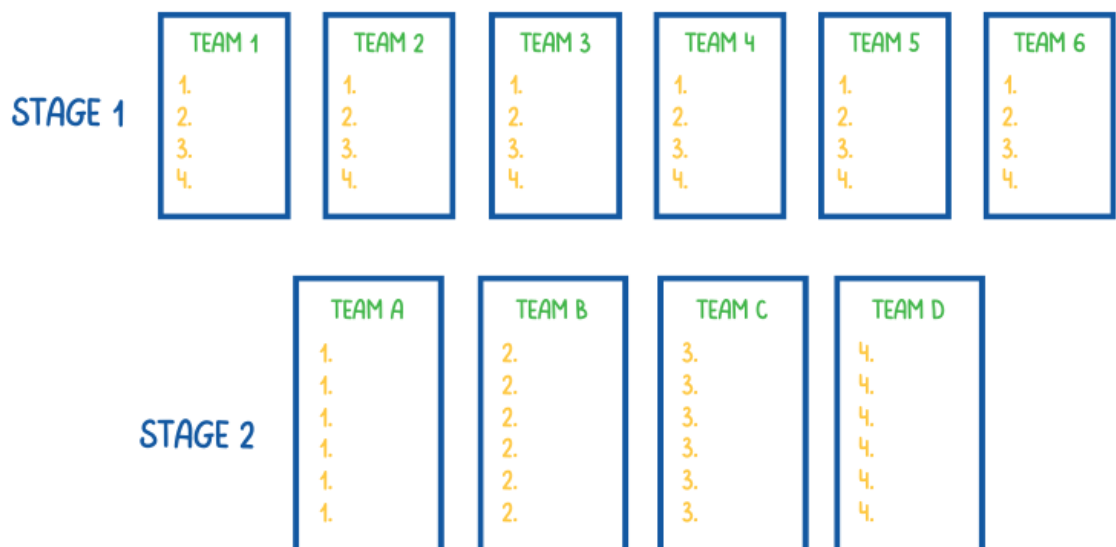 TEAM 1 TEAM 2 TEAM 3 TEAM 4 TEAM 5 TEAM 6
1. 1. 1. 1. 1. 1.
STAGE 1
2. 2. 2. 2. 2. 2.
3. 3. 3. 3. 3. 3.
4. 4. 4. 4. 4. 4.
TEAM A TEAM B TEAM C TEAM D
1. 2. 3. 4.
1. 2. 3. 4.
1. 2. 3. 4.
STAGE 2
1. 2. 3. 4.
1. 2. 3. 4.
1. 2. 3. 4.